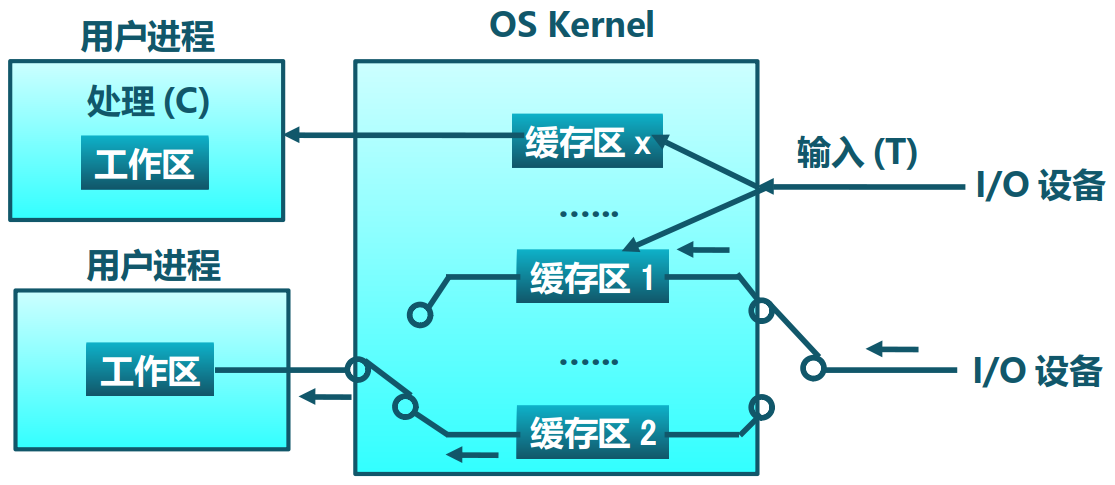 OS Kernel
用户进程
处理 (C)
工作区
缓存区 x
输入 (T)
I/O 设备
......
用户进程
缓存区 1
......
工作区
I/O 设备
缓存区 2